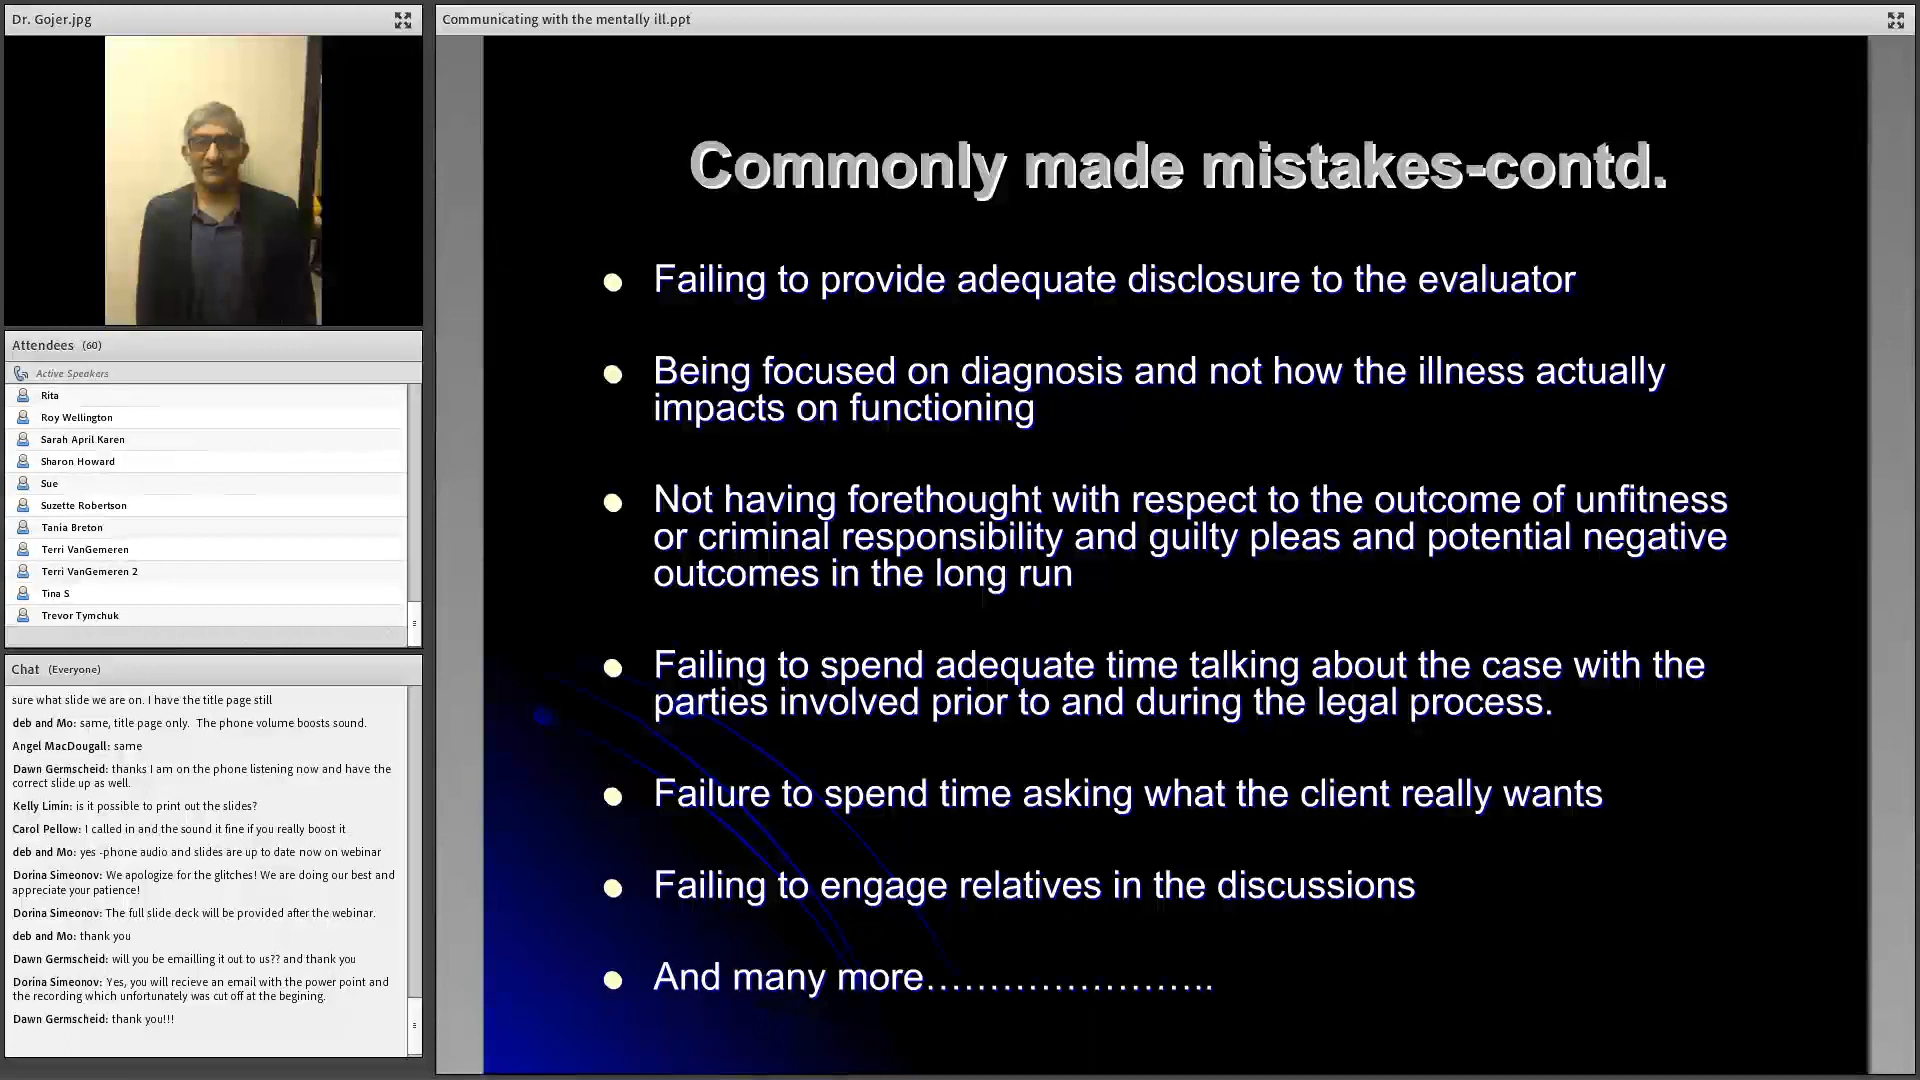 Dr. Gojer.jpg
Attendees (60)
Active Speakers
Rita
Roy Wellington
Sarah April Karen
Sharon Howard
Sue
Suzette Robertson
Tania Breton
Terri VanGemeren
Terri VanGemeren 2
Tina S
Trevor Tymchuk
Chat (Everyone)
sure what slide we are on. I have the title page still
deb and Mo: same, title page only. The phone volume boosts sound.
Angel MacDougall: same
Dawn Germscheid: thanks I am on the phone listening now and have the
correct slide up as well.
Kelly Limin: is it possible to print out the slides?
Carol Pellow: I called in and the sound it fine if you really boost it
deb and Mo: yes -phone audio and slides are up to date now on webinar
Dorina Simeonov: We apologize for the glitches! We are doing our best and
appreciate your patience!
Dorina Simeonov: The full slide deck will be provided after the webinar.
deb and Mo: thank you
Dawn Germscheid: will you be emailling it out to us?? and thank you
Dorina Simeonov: Yes, you will recieve an email with the power point and
the recording which unfortunately was cut off at the begining.
Dawn Germscheid: thank you!!!
Communicating with the mentally ill.ppt
Commonly made mistakes-contd.
● Failing to provide adequate disclosure to the evaluator
● Being focused on diagnosis and not how the illness actually
impacts on functioning
● Not having forethought with respect to the outcome of unfitness
or criminal responsibility and guilty pleas and potential negative
outcomes in the long run
● Failing to spend adequate time talking about the case with the
parties involved prior to and during the legal process.
● Failure to spend time asking what the client really wants
● Failing to engage relatives in the discussions
● And many more…………………..